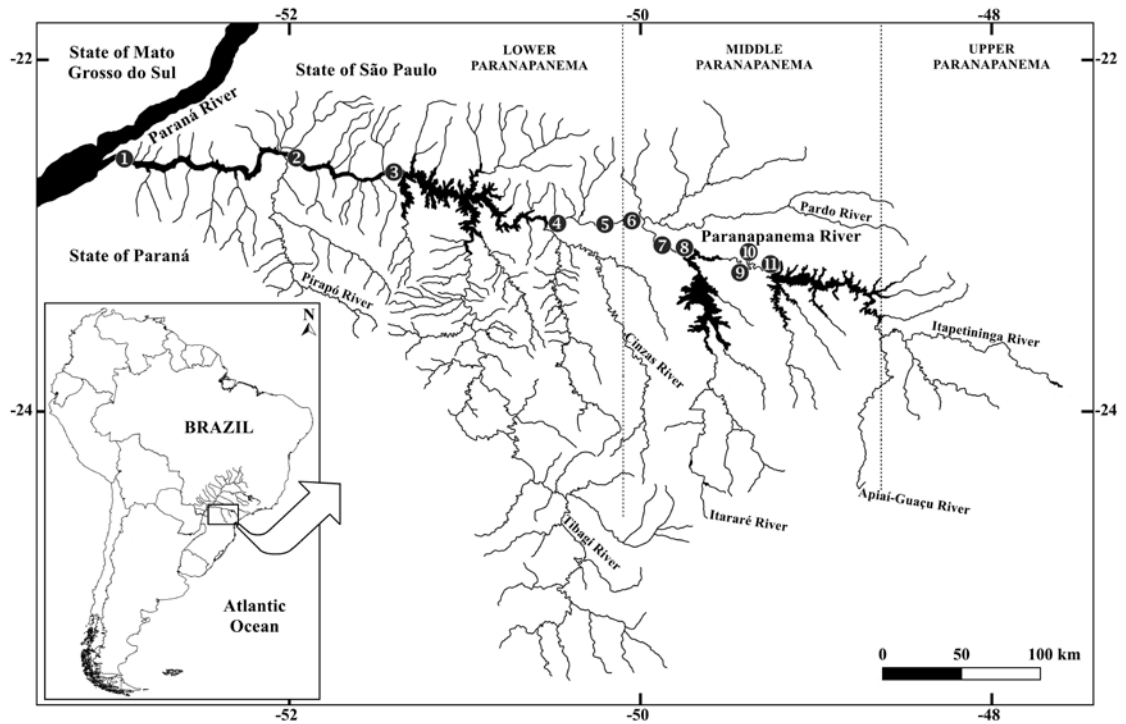 -52
-50
-48
State of Mato
Grosso do Sul
State of São Paulo
LOWER
PARANAPANEMA
MIDDLE
PARANAPANEMA
UPPER
PARANAPANEMA
-22
-22
Paraná River
1
2
3
4
5
6
7
8
9
10
11
Pardo River
Paranapanema River
State of Paraná
Pirapó River
Cinzas River
Itapetininga River
N
-24
-24
BRAZIL
Apiaí-Guaçu River
Itararé River
Tibagi River
Atlantic
Ocean
0
50
100 km
-52
-50
-48